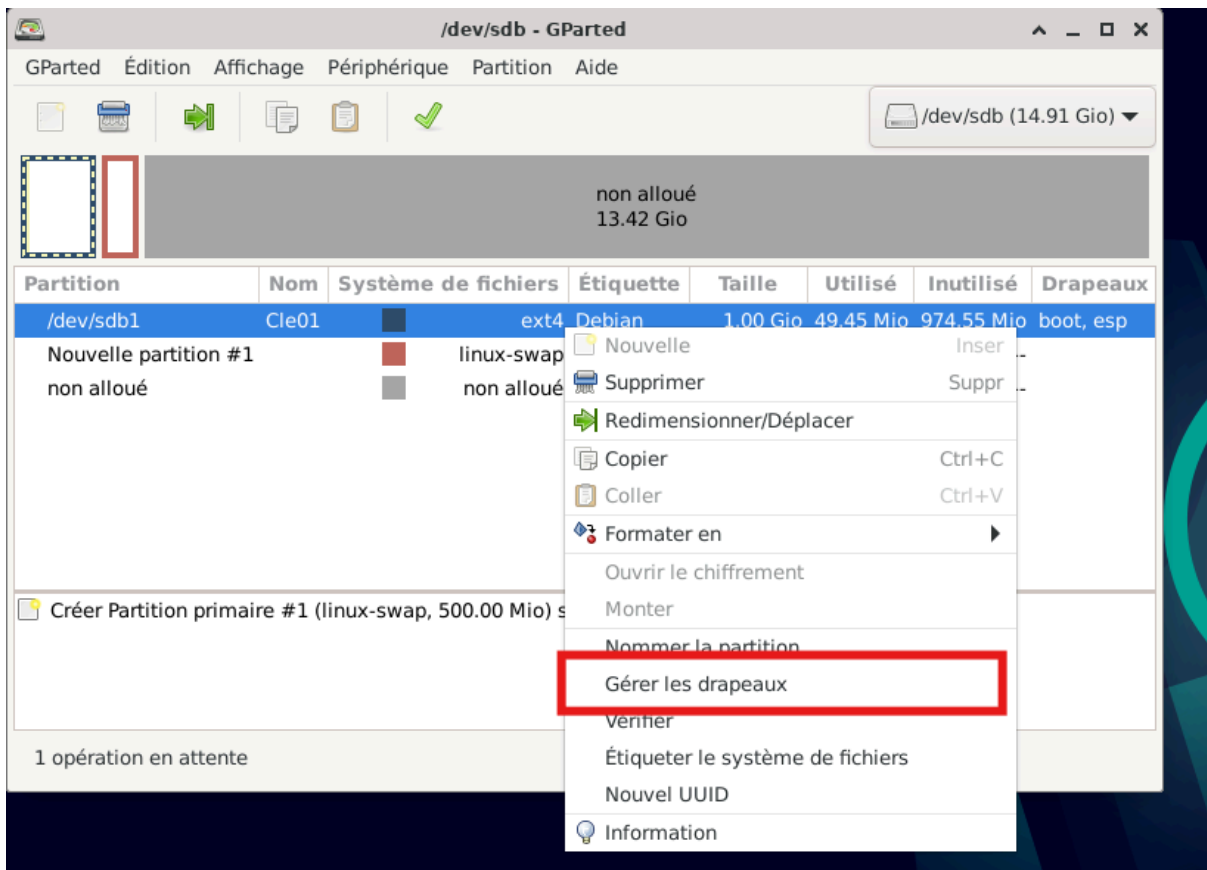 /dev/sdb - GParted
GParted Édition Affichage Périphérique Partition Aide
/dev/sdb (14.91 Gio)
non alloué
13.42 Gio
Partition Nom Système de fichiers Étiquette Taille Utilisé Inutilisé Drapeaux
/dev/sdb1 Cle01 ext4 Debian 1.00 Gio 49.45 Mio 974.55 Mio boot, esp
Nouvelle partition #1 linux-swap
non alloué non alloué
Nouvelle Inser
Supprimer Suppr
Redimensionner/Déplacer
Copier Ctrl+C
Coller Ctrl+V
Formater en
Ouvrir le chiffrement
Monter
Nommer la partition
Gérer les drapeaux
Vérifier
Étiqueter le système de fichiers
Nouvel UUID
Information
Créer Partition primaire #1 (linux-swap, 500.00 Mio) s
1 opération en attente